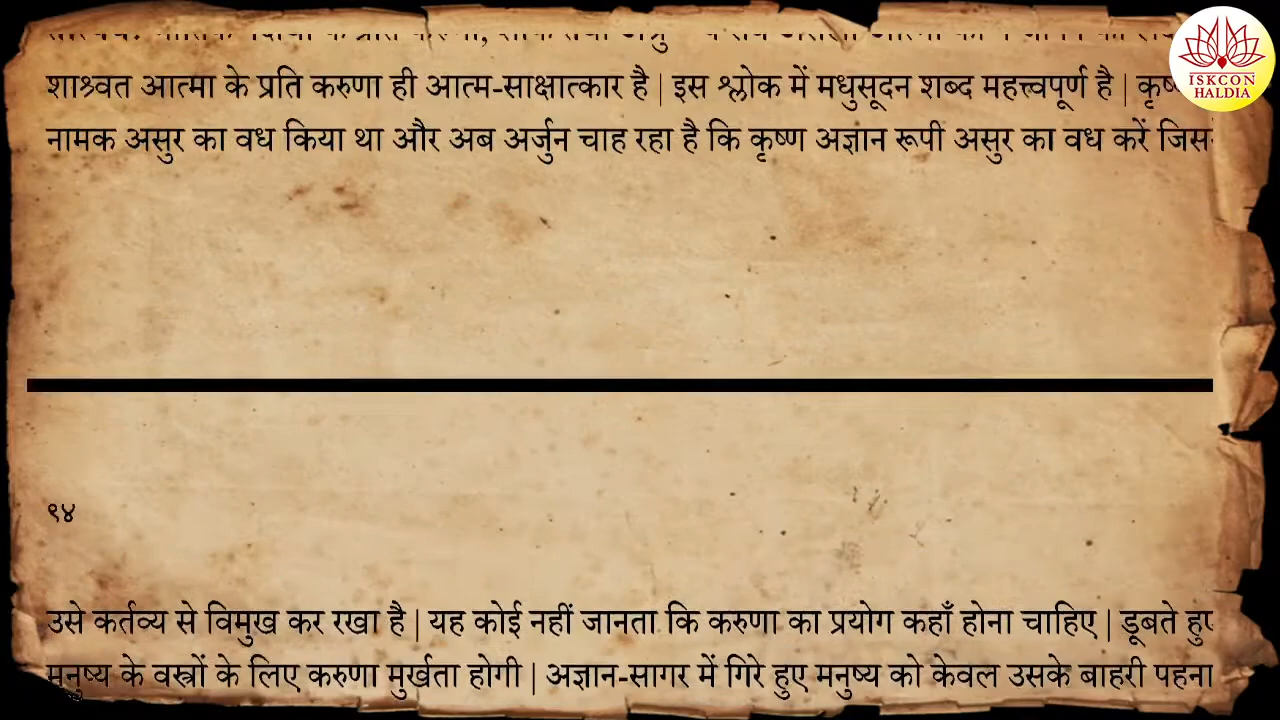 ISKCON
HALDIA
शाश्र्वत आत्मा के प्रति करुणा ही आत्म-साक्षात्कार है | इस श्लोक में मधुसूदन शब्द महत्त्वपूर्ण है |
नामक असुर का वध किया था और अब अर्जुन चाह रहा है कि कृष्ण अज्ञान रूपी असुर का वध करें
९४
उसे कर्तव्य से विमुख कर रखा है | यह कोई नहीं जानता कि करुणा का प्रयोग कहाँ होना चाहिए | डूबते
मनुष्य के वस्त्रों के लिए करुणा मुर्खता होगी | अज्ञान-सागर में गिरे हुए मनुष्य को केवल उसके बाहरी